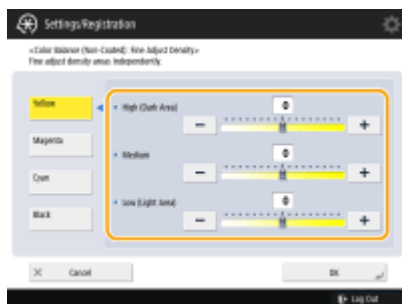 Settings/Registration
<Color Balance (Non-Coated): Fine Adjust Density>
Fine adjust density areas independently.
Yellow
Magenta
Cyan
Black
High (Dark Area)
0
− +
Medium
0
− +
Low (Light Area)
0
− +
× Cancel
OK
Log Out